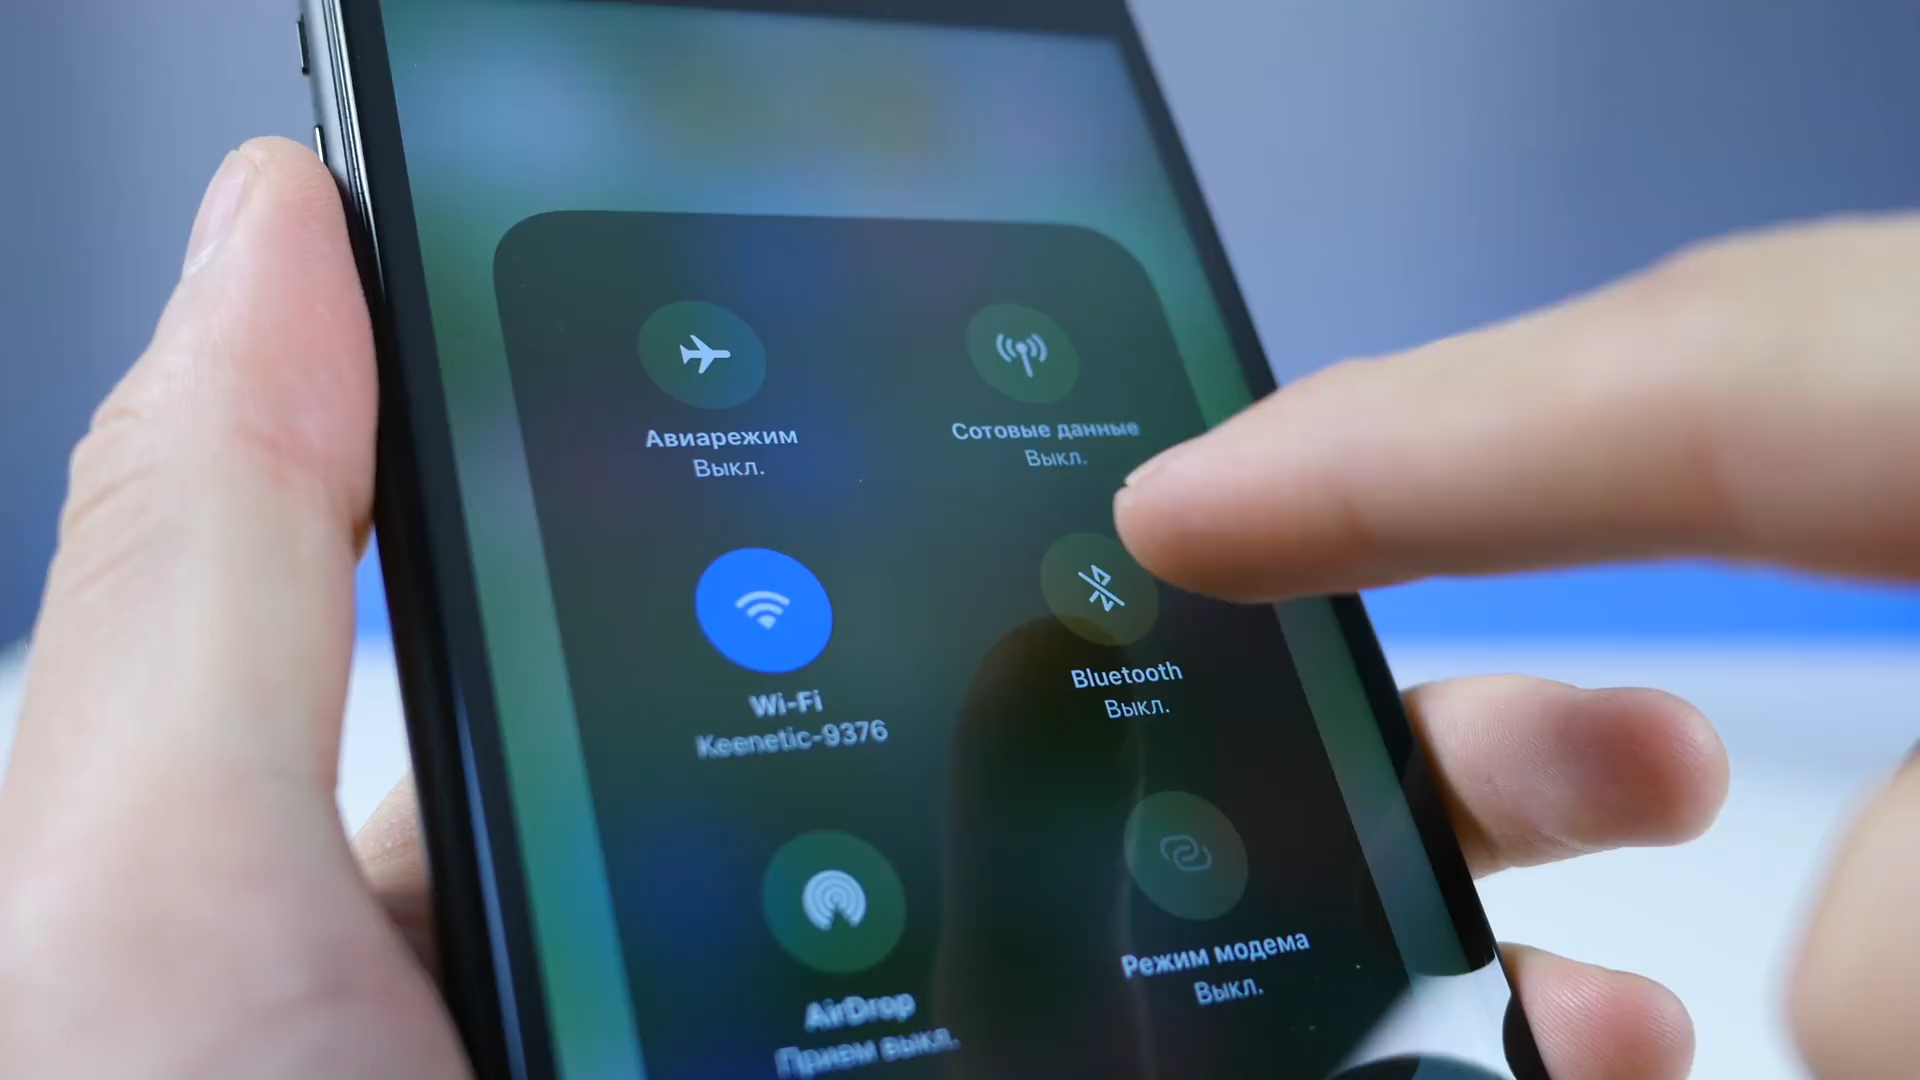 Авиарежим
Выкл.
Сотовые данные
Выкл.
Wi-Fi
Keenetic-9376
Bluetooth
Выкл.
AirDrop
Прием выкл.
Режим модема
Выкл.